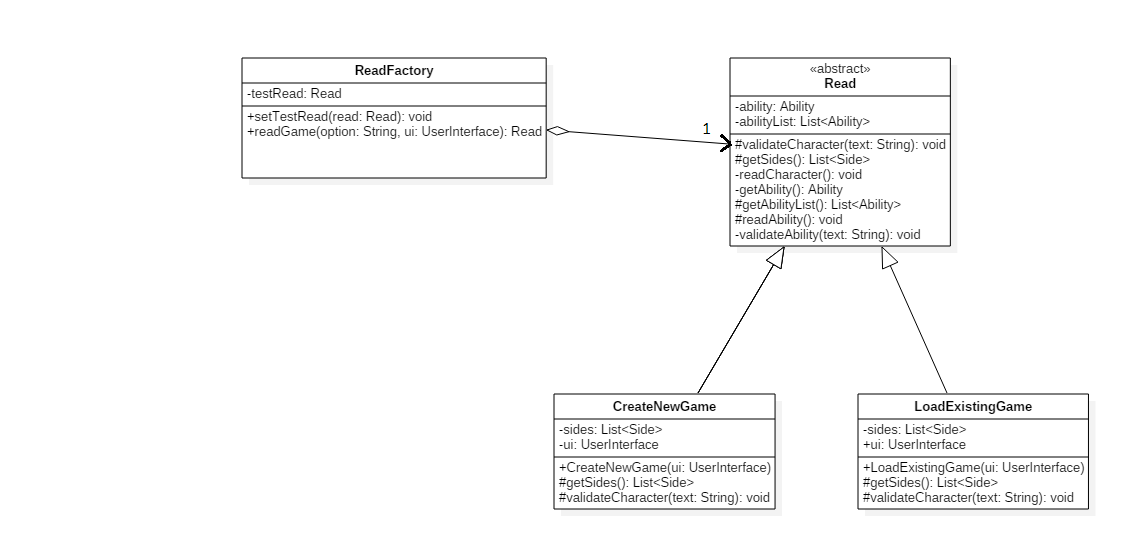 ReadFactory
-testRead: Read
+setTestRead(read: Read): void
+readGame(option: String, ui: UserInterface): Read
1
«abstract»
Read
-ability: Ability
-abilityList: List<Ability>
#validateCharacter(text: String): void
#getSides(): List<Side>
-readCharacter(): void
-getAbility(): Ability
#getAbilityList(): List<Ability>
#readAbility(): void
-validateAbility(text: String): void
CreateNewGame
-sides: List<Side>
-ui: UserInterface
+CreateNewGame(ui: UserInterface)
#getSides(): List<Side>
#validateCharacter(text: String): void
LoadExistingGame
-sides: List<Side>
+ui: UserInterface
+LoadExistingGame(ui: UserInterface)
#getSides(): List<Side>
#validateCharacter(text: String): void